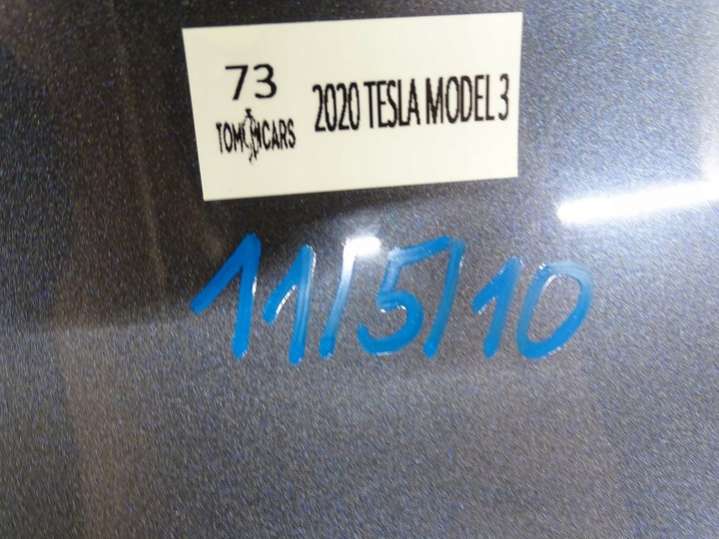 73
TOM CARS
2020 TESLA MODEL 3
11/5/10